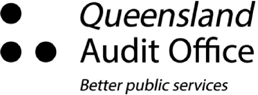 Queensland
Audit Office
Better public services